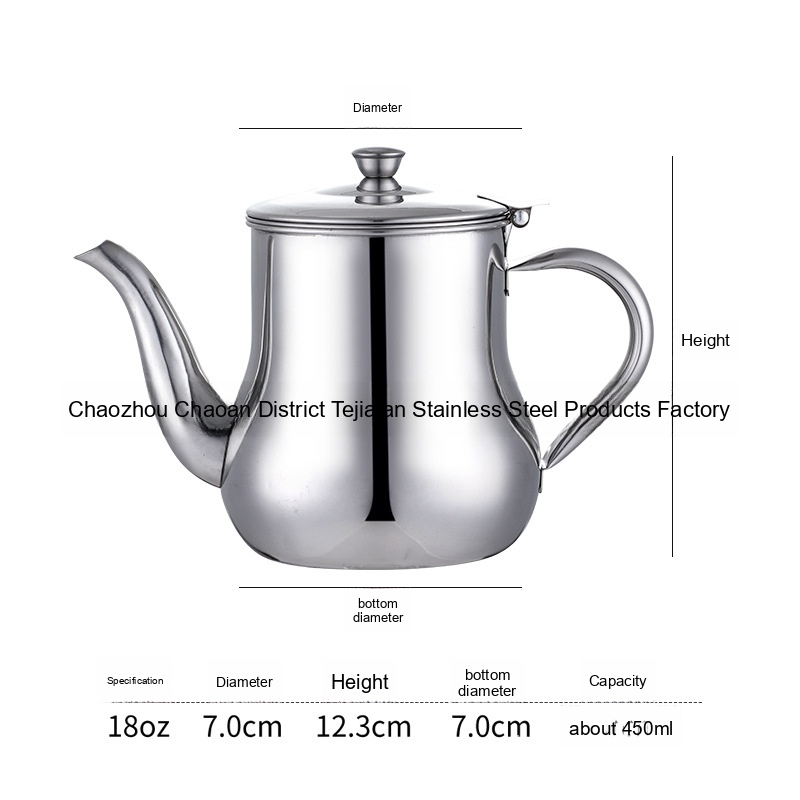 Diameter
Height
Chaozhou Chaoan District Tejiatian Stainless Steel Products Factory
bottom
diameter
Specification Diameter Height bottom diameter Capacity
18oz 7.0cm 12.3cm 7.0cm about 450ml